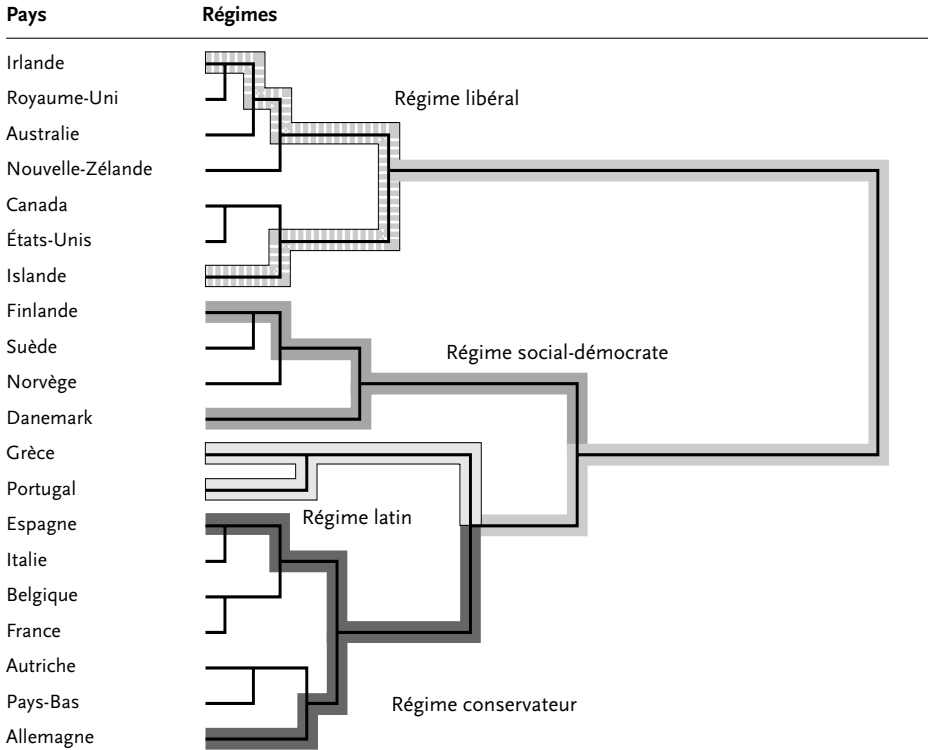 Pays Régimes
Irlande
Royaume-Uni Régime libéral
Australie
Nouvelle-Zélande
Canada
États-Unis
Islande
Finlande
Suède Régime social-démocrate
Norvège
Danemark
Grèce
Portugal
Régime latin
Espagne
Italie
Belgique
France
Autriche
Pays-Bas Régime conservateur
Allemagne